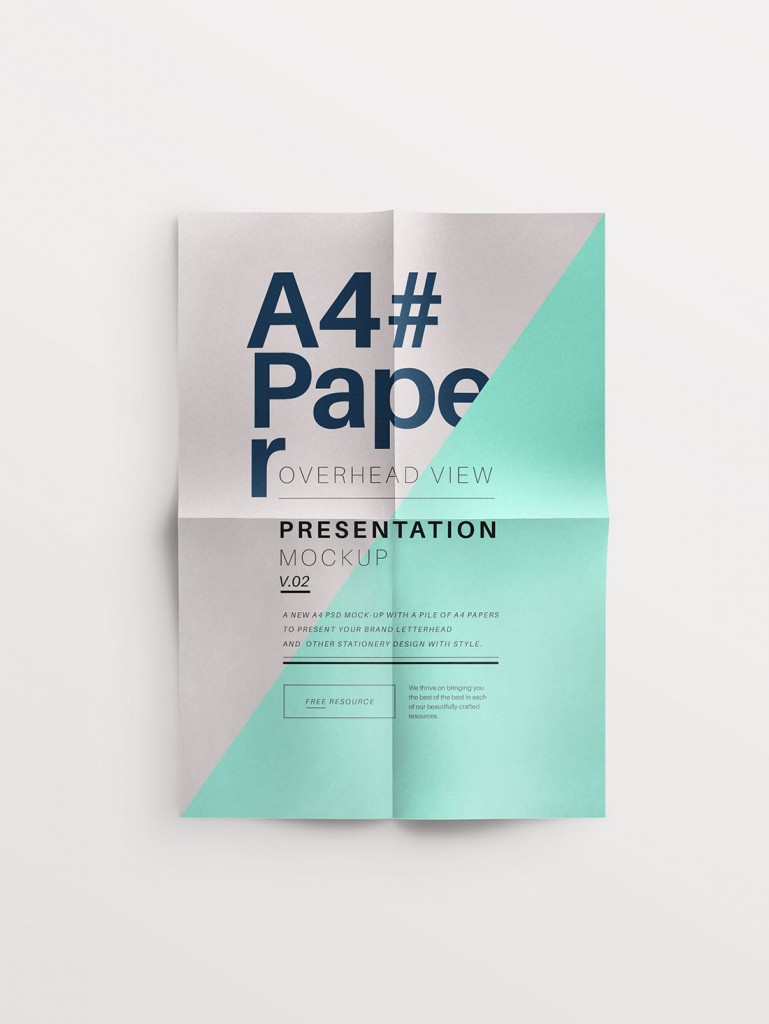 A4#
Pape
r
OVERHEAD VIEW
PRESENTATION
MOCKUP
V.02
A NEW A4 PSD MOCK-UP WITH A PILE OF A4 PAPERS
TO PRESENT YOUR BRAND LETTERHEAD
AND OTHER STATIONERY DESIGN WITH STYLE.
FREE RESOURCE
We thrive on bringing you
the best of the best in each
of our beautifully crafted
resources.